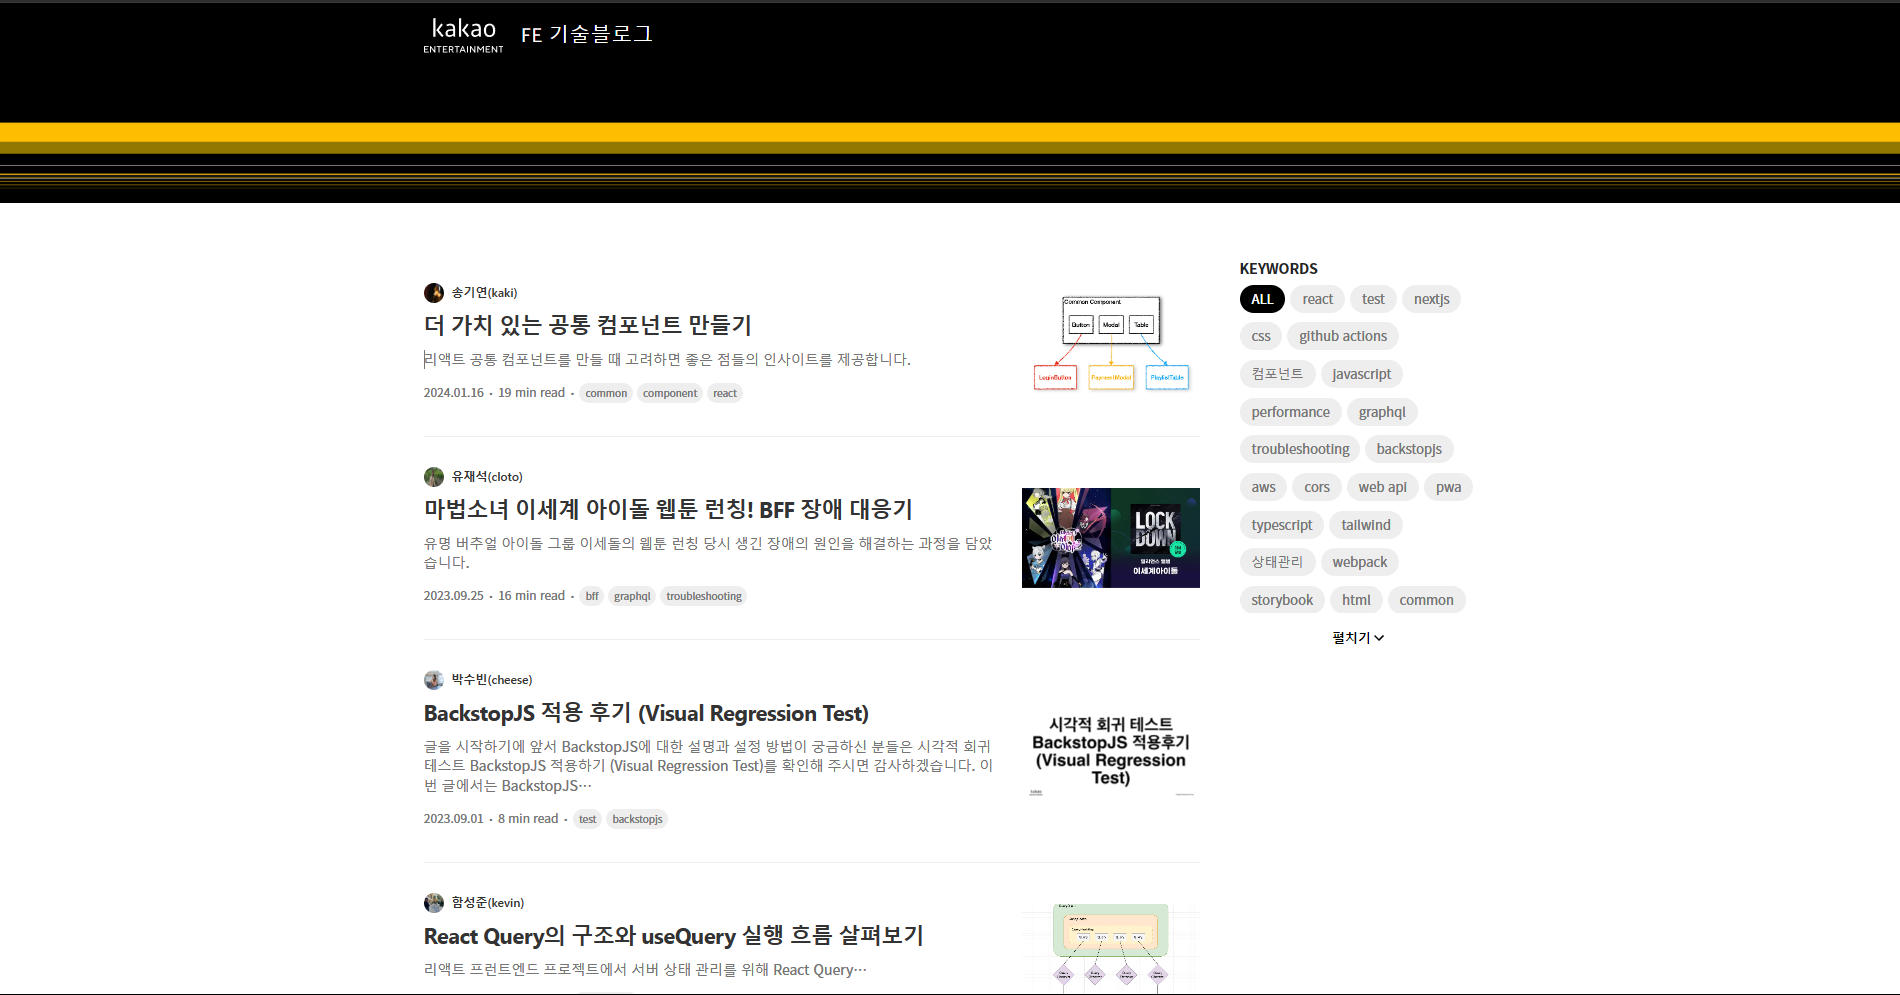 kakao
ENTERTAINMENT
FE 기술블로그
송기연(kaki)
더 가치 있는 공통 컴포넌트 만들기
리액트 공통 컴포넌트를 만들 때 고려하면 좋은 점들의 인사이트를 제공합니다.
2024.01.16 · 19 min read · common component react
Common Component
Button Modal Table
LoginButton PaymentModal PlaylistTable
유재석(cloto)
마법소녀 이세계 아이돌 웹툰 런칭! BFF 장애 대응기
유명 버추얼 아이돌 그룹 이세돌의 웹툰 런칭 당시 생긴 장애의 원인을 해결하는 과정을 담았
습니다.
2023.09.25 · 16 min read · bff graphql troubleshooting
LOCK
DOWN
이세계아이돌
박수빈(cheese)
BackstopJS 적용 후기 (Visual Regression Test)
글을 시작하기에 앞서 BackstopJS에 대한 설명과 설정 방법이 궁금하신 분들은 시각적 회귀
테스트 BackstopJS 적용하기 (Visual Regression Test)를 확인해 주시면 감사하겠습니다. 이
번 글에서는 BackstopJS…
2023.09.01 · 8 min read · test backstopjs
시각적 회귀 테스트
BackstopJS 적용후기
(Visual Regression
Test)
kakao
함성준(kevin)
React Query의 구조와 useQuery 실행 흐름 살펴보기
리액트 프런트엔드 프로젝트에서 서버 상태 관리를 위해 React Query…
KEYWORDS
ALL react test nextjs
css github actions
컴포넌트 javascript
performance graphql
troubleshooting backstopjs
aws cors web api pwa
typescript tailwind
상태관리 webpack
storybook html common
펼치기